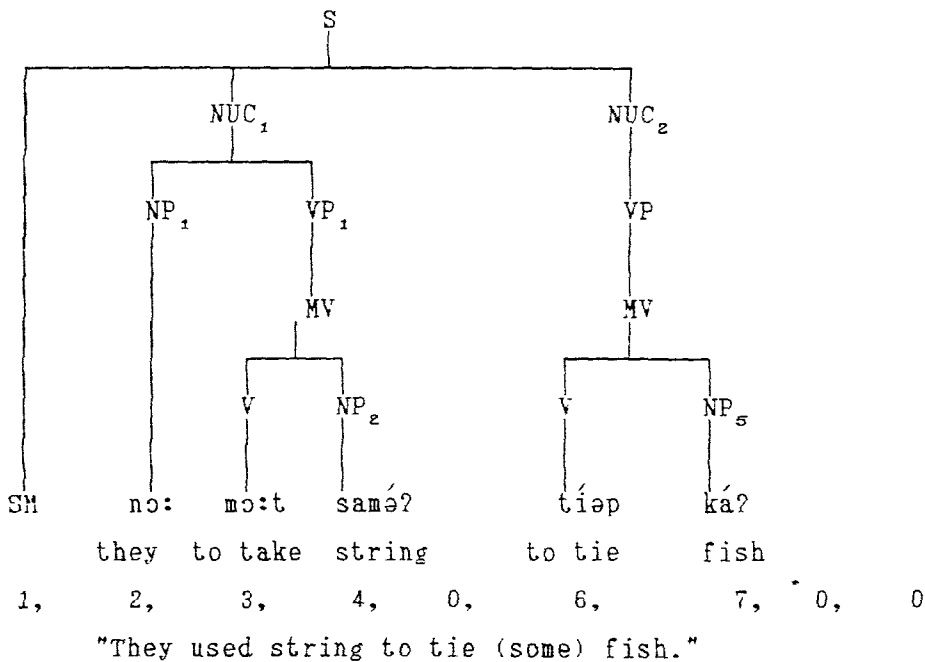 S
NUC₁ NUC₂
NP₁ VP₁ VP
MV MV
V NP₂ V NP₅
SM nɔ: mɔ:t samə́ʔ tíəp káʔ
they to take string to tie fish
1, 2, 3, 4, 0, 6, 7, 0, 0
"They used string to tie (some) fish."